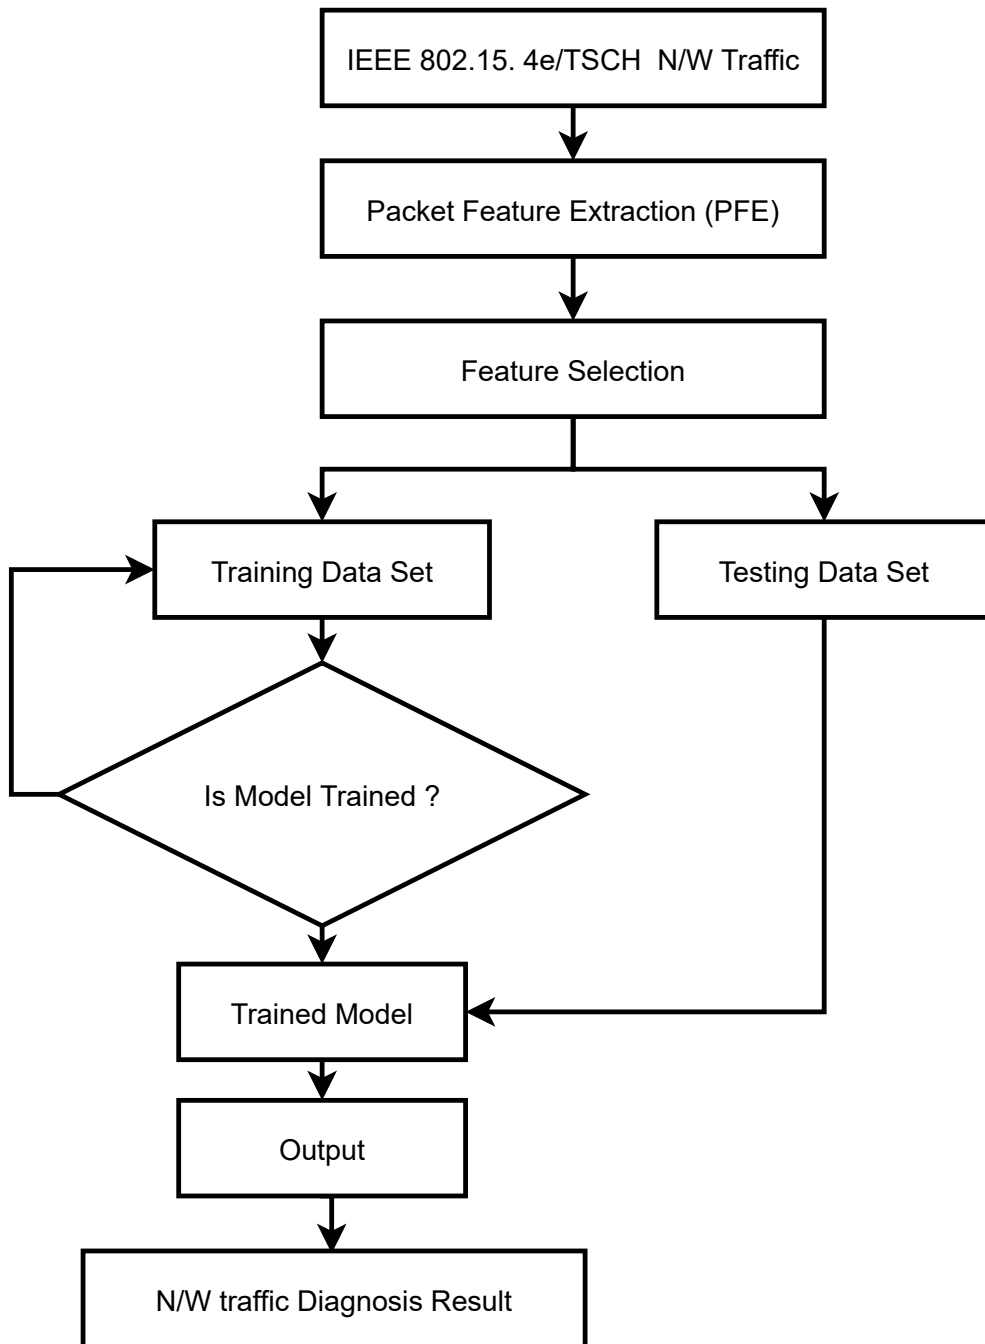 IEEE 802.15. 4e/TSCH N/W Traffic
Packet Feature Extraction (PFE)
Feature Selection
Training Data Set
Testing Data Set
Is Model Trained ?
Trained Model
Output
N/W traffic Diagnosis Result